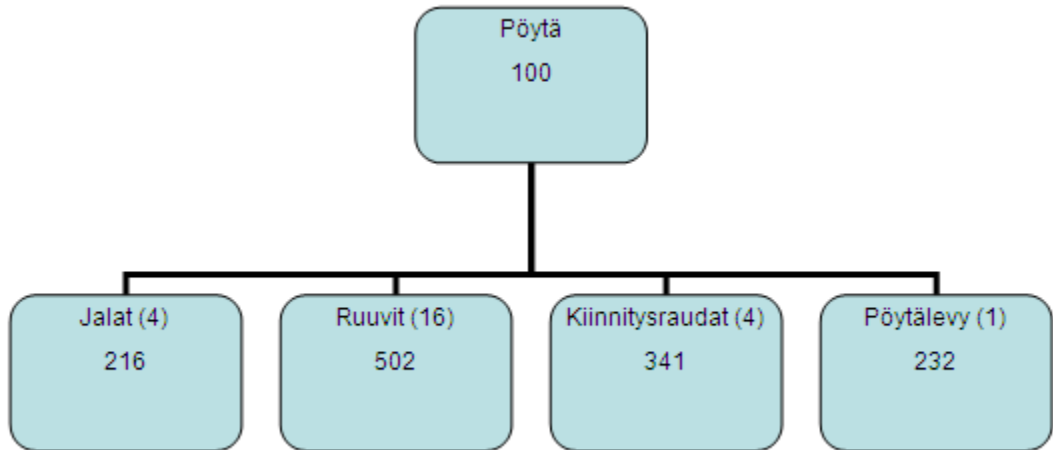 Pöytä
100
Jalat (4)
216
Ruuvit (16)
502
Kiinnitysraudat (4)
341
Pöytälevy (1)
232